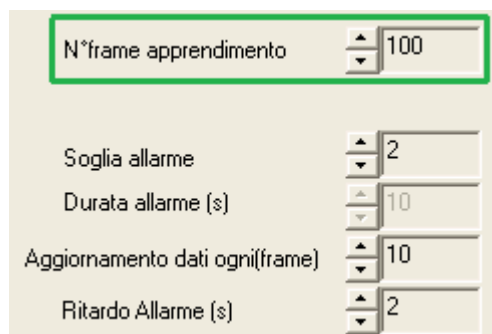 N°frame apprendimento 100
Soglia allarme 2
Durata allarme (s) 10
Aggiornamento dati ogni(frame) 10
Ritardo Allarme (s) 2